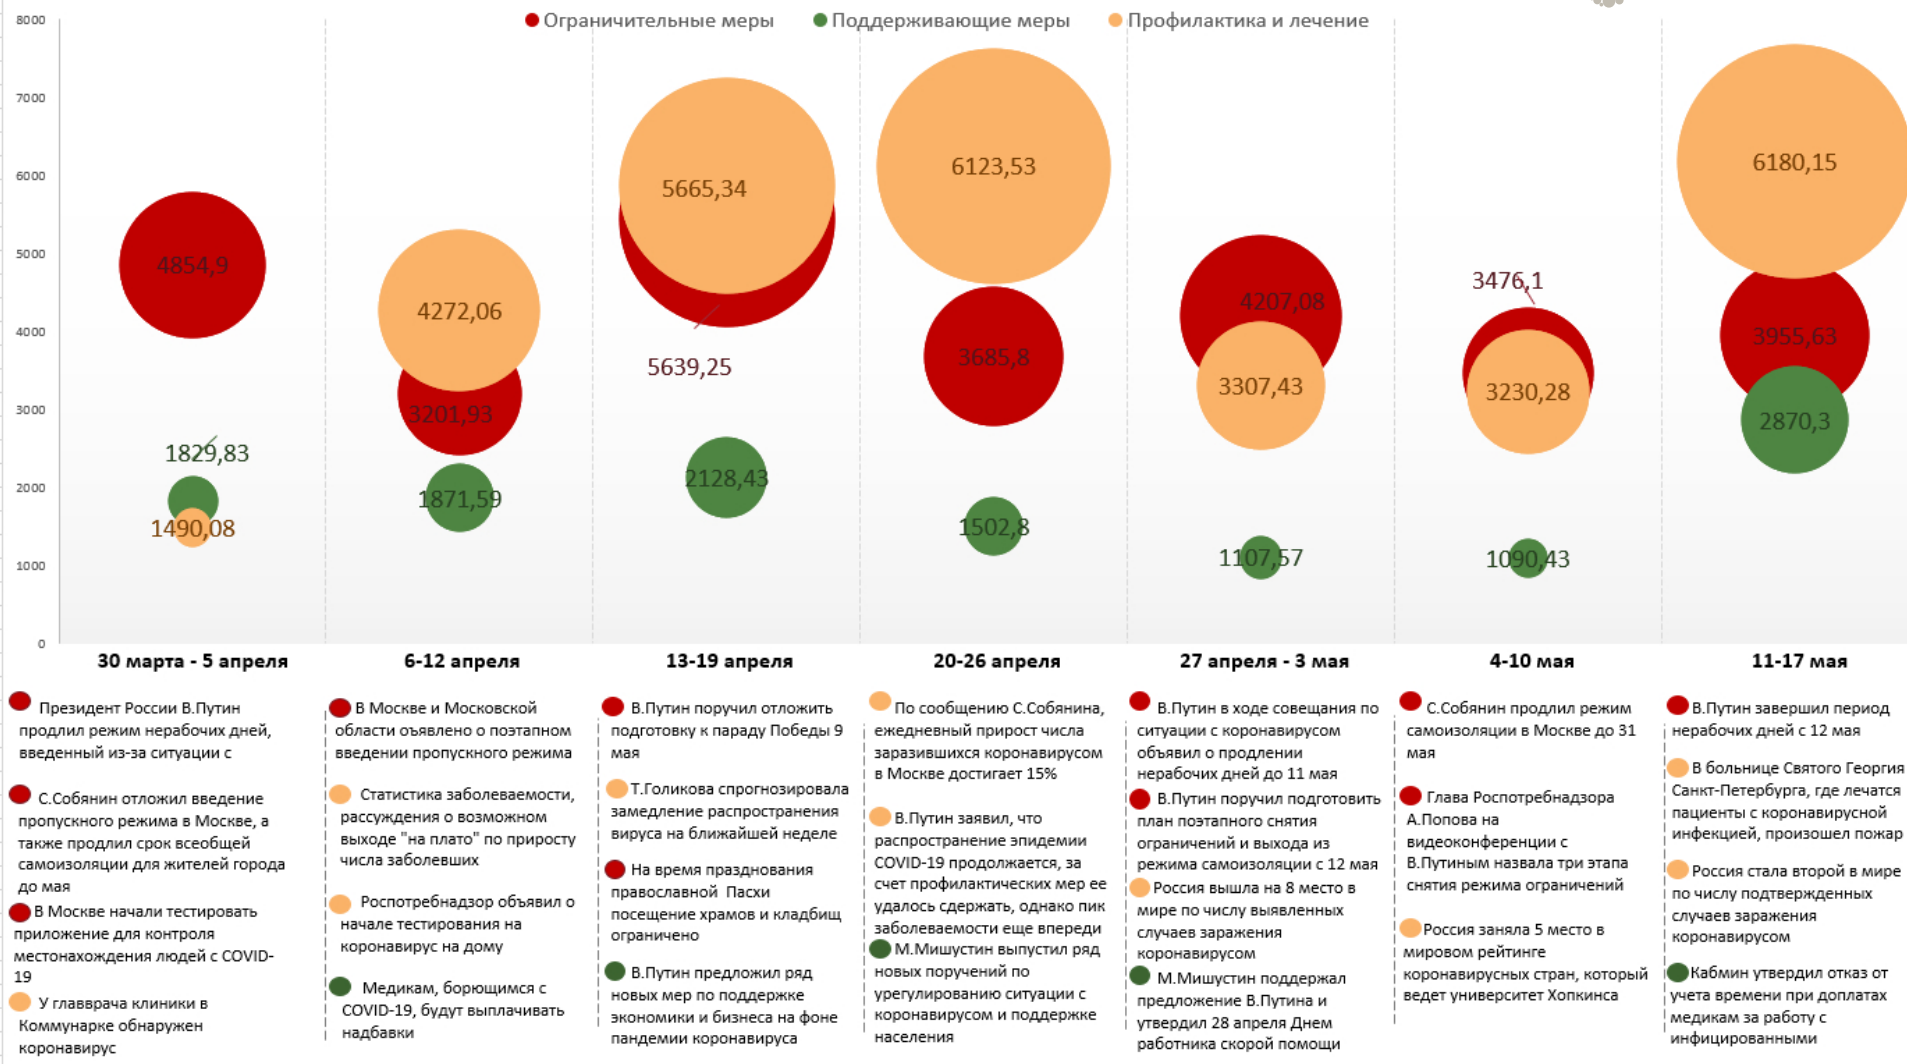 Ограничительные меры
Поддерживающие меры
Профилактика и лечение
8000
7000
6000
5000
4000
3000
2000
1000
0
4854,9
1829,83
1490,08
4272,06
3201,93
1871,59
5665,34
5639,25
2128,43
6123,53
3685,8
1502,8
4207,08
3307,43
1107,57
3476,1
3230,28
1090,43
6180,15
3955,63
2870,3
30 марта - 5 апреля
6-12 апреля
13-19 апреля
20-26 апреля
27 апреля - 3 мая
4-10 мая
11-17 мая
Президент России В.Путин
продлил режим нерабочих дней,
введенный из-за ситуации с
С.Собянин отложил введение
пропускного режима в Москве, а
также продлил срок всеобщей
самоизоляции для жителей города
до мая
В Москве начали тестировать
приложение для контроля
местонахождения людей с COVID-
19
У главврача клиники в
Коммунарке обнаружен
коронавирус
В Москве и Московской
области оъявлено о поэтапном
введении пропускного режима
Статистика заболеваемости,
рассуждения о возможном
выходе "на плато" по приросту
числа заболевших
Роспотребнадзор объявил о
начале тестирования на
коронавирус на дому
Медикам, борющимся с
COVID-19, будут выплачивать
надбавки
В.Путин поручил отложить
подготовку к параду Победы 9
мая
Т.Голикова спрогнозировала
замедление распространения
вируса на ближайшей неделе
На время празднования
православной Пасхи
посещение храмов и кладбищ
ограничено
В.Путин предложил ряд
новых мер по поддержке
экономики и бизнеса на фоне
пандемии коронавируса
По сообщению С.Собянина,
ежедневный прирост числа
заразившихся коронавирусом
в Москве достигает 15%
В.Путин заявил, что
распространение эпидемии
COVID-19 продолжается, за
счет профилактических мер ее
удалось сдержать, однако пик
заболеваемости еще впереди
М.Мишустин выпустил ряд
новых поручений по
урегулированию ситуации с
коронавирусом и поддержке
населения
В.Путин в ходе совещания по
ситуации с коронавирусом
объявил о продлении
нерабочих дней до 11 мая
В.Путин поручил подготовить
план поэтапного снятия
ограничений и выхода из
режима самоизоляции с 12 мая
Россия вышла на 8 место в
мире по числу выявленных
случаев заражения
коронавирусом
М.Мишустин поддержал
предложение В.Путина и
утвердил 28 апреля Днем
работника скорой помощи
С.Собянин продлил режим
самоизоляции в Москве до 31
мая
Глава Роспотребнадзора
А.Попова на
видеоконференции с
В.Путиным назвала три этапа
снятия режима ограничений
Россия заняла 5 место в
мировом рейтинге
коронавирусных стран, который
ведет университет Хопкинса
В.Путин завершил период
нерабочих дней с 12 мая
В больнице Святого Георгия
Санкт-Петербурга, где лечатся
пациенты с коронавирусной
инфекцией, произошел пожар
Россия стала второй в мире
по числу подтвержденных
случаев заражения
коронавирусом
Кабмин утвердил отказ от
учета времени при доплатах
медикам за работу с
инфицированными